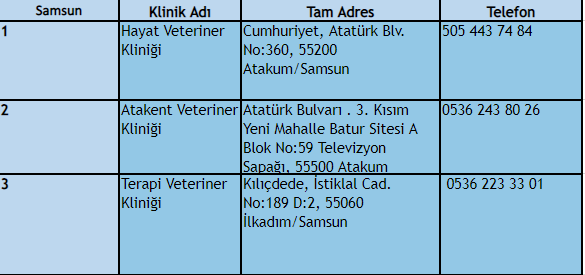 Samsun Klinik Adı Tam Adres Telefon
1 Hayat Veteriner Cumhuriyet, Atatürk Blv. 505 443 74 84
Kliniği No:360, 55200
Atakum/Samsun
2 Atakent Veteriner Atatürk Bulvarı . 3. Kısım 0536 243 80 26
Kliniği Yeni Mahalle Batur Sitesi A
Blok No:59 Televizyon
Sapağı, 55500 Atakum
3 Terapi Veteriner Kılıçdede, İstiklal Cad. 0536 223 33 01
Kliniği No:189 D:2, 55060
İlkadım/Samsun